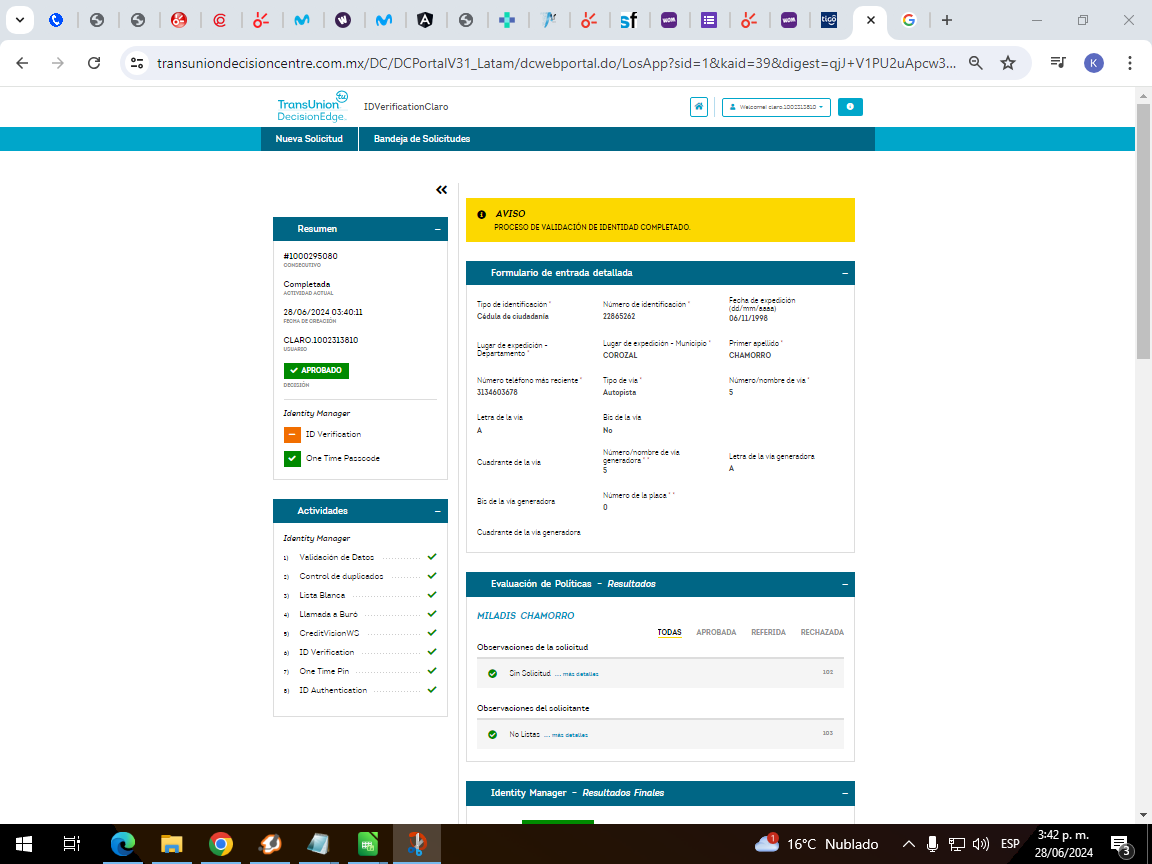 transuniondecisioncentre.com.mx/DC/DCPortalV31_Latam/dcwebportal.do/LosApp?sid=1&kaid=39&digest=qjJ+V1PU2uApcw3...
K
TransUnion tu
DecisionEdge.
IDVerificationClaro
Welcome! claro.1002313810
Nueva Solicitud
Bandeja de Solicitudes
«
Resumen
#1000295080
CONSECUTIVO
Completada
ACTIVIDAD ACTUAL
28/06/2024 03:40:11
FECHA DE CREACIÓN
CLARO.1002313810
USUARIO
APROBADO
DECISIÓN
Identity Manager
ID Verification
One Time Passcode
Actividades
Identity Manager
1) Validación de Datos
2) Control de duplicados
3) Lista Blanca
4) Llamada a Buró
5) CreditVisionWS
6) ID Verification
7) One Time Pin
8) ID Authentication
AVISO
PROCESO DE VALIDACIÓN DE IDENTIDAD COMPLETADO.
Formulario de entrada detallada
Tipo de identificación *
Cédula de ciudadanía
Número de identificación *
22865262
Fecha de expedición
(dd/mm/aaaa)
06/11/1998
Lugar de expedición -
Departamento *
Lugar de expedición - Municipio *
COROZAL
Primer apellido *
CHAMORRO
Número teléfono más reciente *
3134603678
Tipo de vía *
Autopista
Número/nombre de vía *
5
Letra de la vía
A
Bis de la vía
No
Cuadrante de la vía
Número/nombre de vía
generadora * *
5
Letra de la vía generadora
A
Bis de la vía generadora
Número de la placa * *
0
Cuadrante de la vía generadora
Evaluación de Políticas - Resultados
MILADIS CHAMORRO
TODAS
APROBADA
REFERIDA
RECHAZADA
Observaciones de la solicitud
Sin Solicitud ... más detalles
102
Observaciones del solicitante
No Listas ... más detalles
103
Identity Manager - Resultados Finales
sf
wom
wom
tigo
1
16°C Nublado
ESP
3:42 p. m.
28/06/2024
3